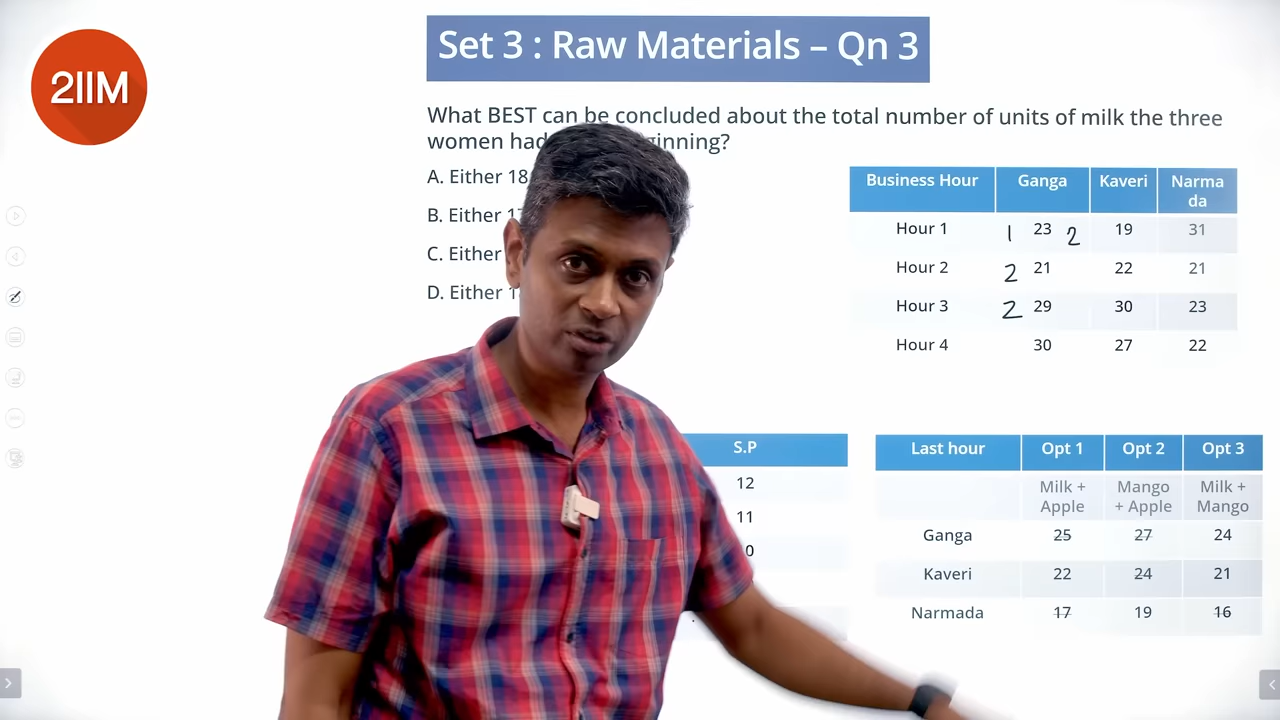 2IIM
Set 3 : Raw Materials – Qn 3
What BEST can be concluded about the total number of units of milk the three
women had
A. Either 18
B. Either
C. Either
D. Either
Business Hour Ganga Kaveri Narma
da
Hour 1 1 23 2 19 31
Hour 2 2 21 22 21
Hour 3 2 29 30 23
Hour 4 30 27 22
S.P
12
11
0
Last hour Opt 1 Opt 2 Opt 3
Milk + Mango Milk +
Apple + Apple Mango
Ganga 25 27 24
Kaveri 22 24 21
Narmada 17 19 16